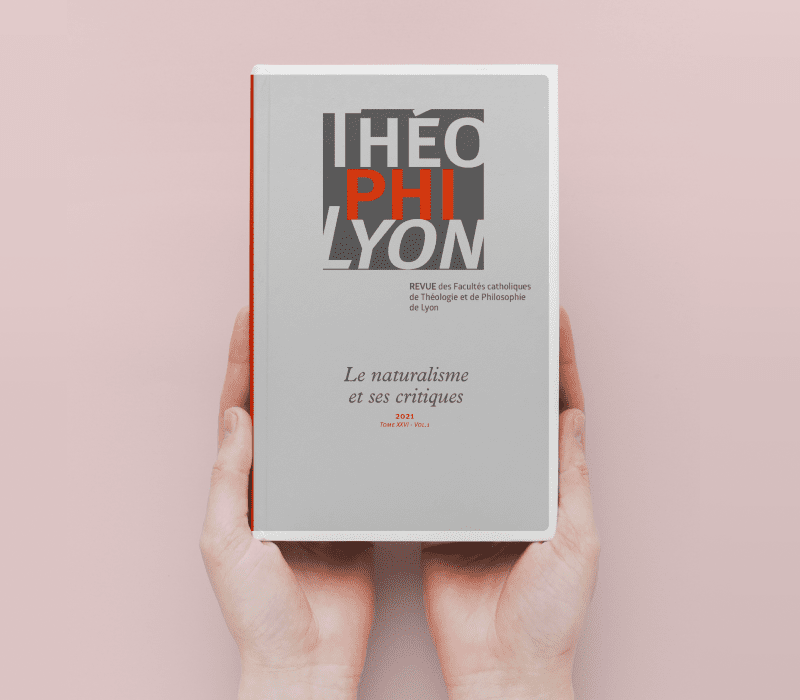 THÉO
PHI
LYON
REVUE des Facultés catholiques
de Théologie et de Philosophie
de Lyon
Le naturalisme
et ses critiques
2021
Tome XXVI - Vol.1